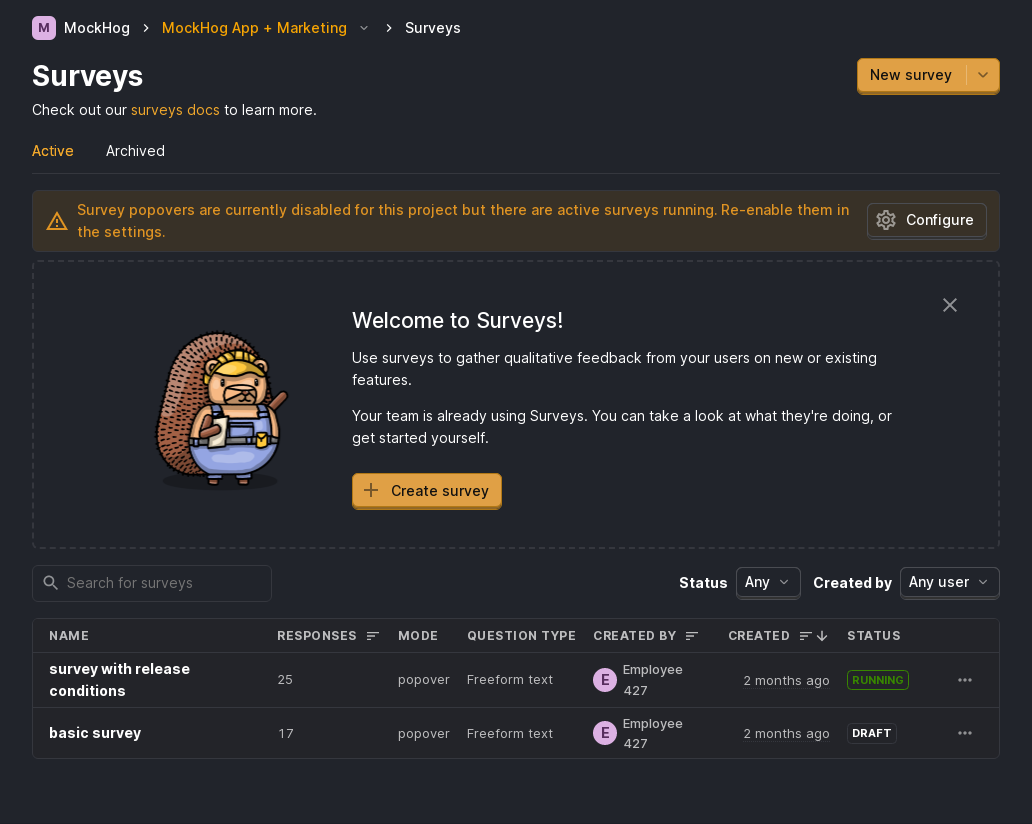 M MockHog MockHog App + Marketing Surveys
Surveys
New survey
Check out our surveys docs to learn more.
Active Archived
Survey popovers are currently disabled for this project but there are active surveys running. Re-enable them in
the settings.
Configure
Welcome to Surveys!
Use surveys to gather qualitative feedback from your users on new or existing
features.
Your team is already using Surveys. You can take a look at what they're doing, or
get started yourself.
Create survey
Search for surveys Status Any Created by Any user
NAME RESPONSES MODE QUESTION TYPE CREATED BY CREATED STATUS
survey with release
conditions
25 popover Freeform text E Employee
427
2 months ago RUNNING
basic survey 17 popover Freeform text E Employee
427
2 months ago DRAFT